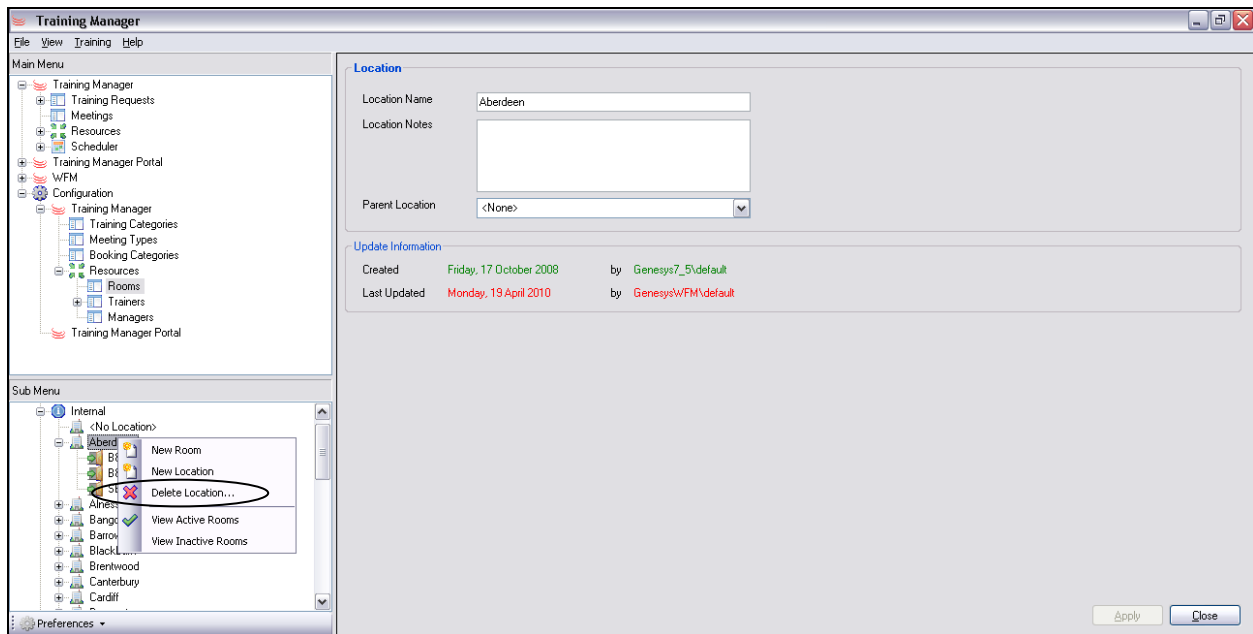 Training Manager
File View Training Help
Main Menu
Training Manager
Training Requests
Meetings
Resources
Scheduler
Training Manager Portal
WFM
Configuration
Training Manager
Training Categories
Meeting Types
Booking Categories
Resources
Rooms
Trainers
Managers
Training Manager Portal
Sub Menu
Internal
<No Location>
New Room
New Location
Delete Location...
View Active Rooms
View Inactive Rooms
Brentwood
Canterbury
Cardiff
Preferences
Location
Location Name Aberdeen
Location Notes
Parent Location <None>
Update Information
Created Friday, 17 October 2008 by Genesys7_5\default
Last Updated Monday, 19 April 2010 by GenesysWFM\default
Apply Close